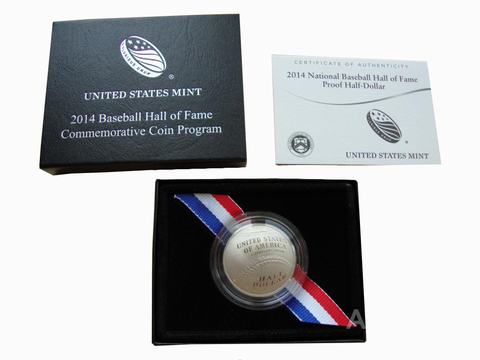 UNITED STATES MINT
2014 Baseball Hall of Fame
Commemorative Coin Program
CERTIFICATE OF AUTHENTICITY
2014 National Baseball Hall of Fame
Proof Half-Dollar
UNITED STATES MINT
UNITED STATES
OF AMERICA
HALF
DOLLAR
A